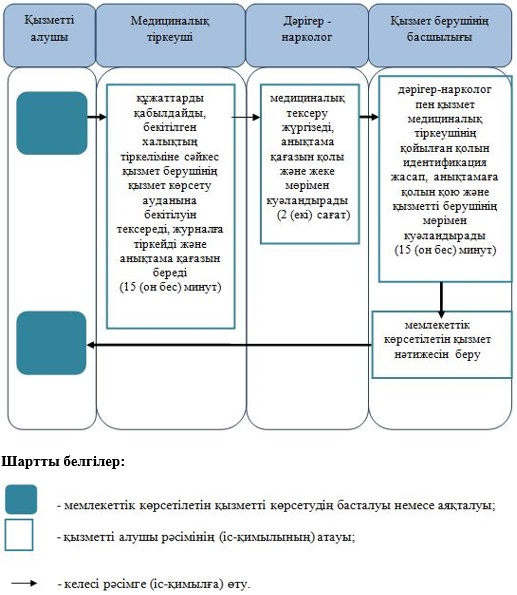 Қызметті
алушы
Медициналық
тіркеуші
Дәрігер -
нарколог
Қызмет берушінің
басшылығы
құжаттарды
қабылдайды,
бекітілген
халықтың
тіркеліміне сәйкес
қызмет берушінің
қызмет көрсету
ауданына
бекітілуін
тексереді, журналға
тіркейді және
анықтама қағазын
береді
(15 (он бес) минут)
медициналық
тексеру
жүргізеді,
анықтама
қағазын қолы
және жеке
мөрімен
куәландырады
(2 (екі) сағат)
дәрігер-нарколог
пен қызмет
медициналық
тіркеушінің
қойылған қолын
идентификация
жасап, анықтамаға
қолын қою және
қызметті берушінің
мөрімен
куәландырады
(15 (он бес) минут)
мемлекеттік
көрсетілетін қызмет
нәтижесін беру
Шартты белгілер:
- мемлекеттік көрсетілетін қызметті көрсетудің басталуы немесе аяқталуы;
- қызметті алушы рәсімінің (іс-қимылының) атауы;
- келесі рәсімге (іс-қимылға) өту.